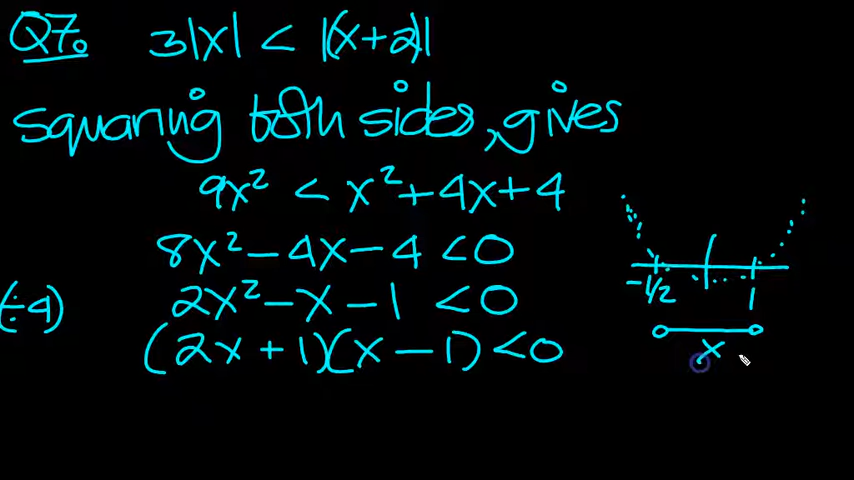 Q7. 3|x| < |(x+2)|
squaring both sides, gives
9x² < x²+4x+4
8x² - 4x - 4 < 0
(÷4) 2x² - x - 1 < 0
(2x + 1)(x - 1) < 0
-1/2 1
x